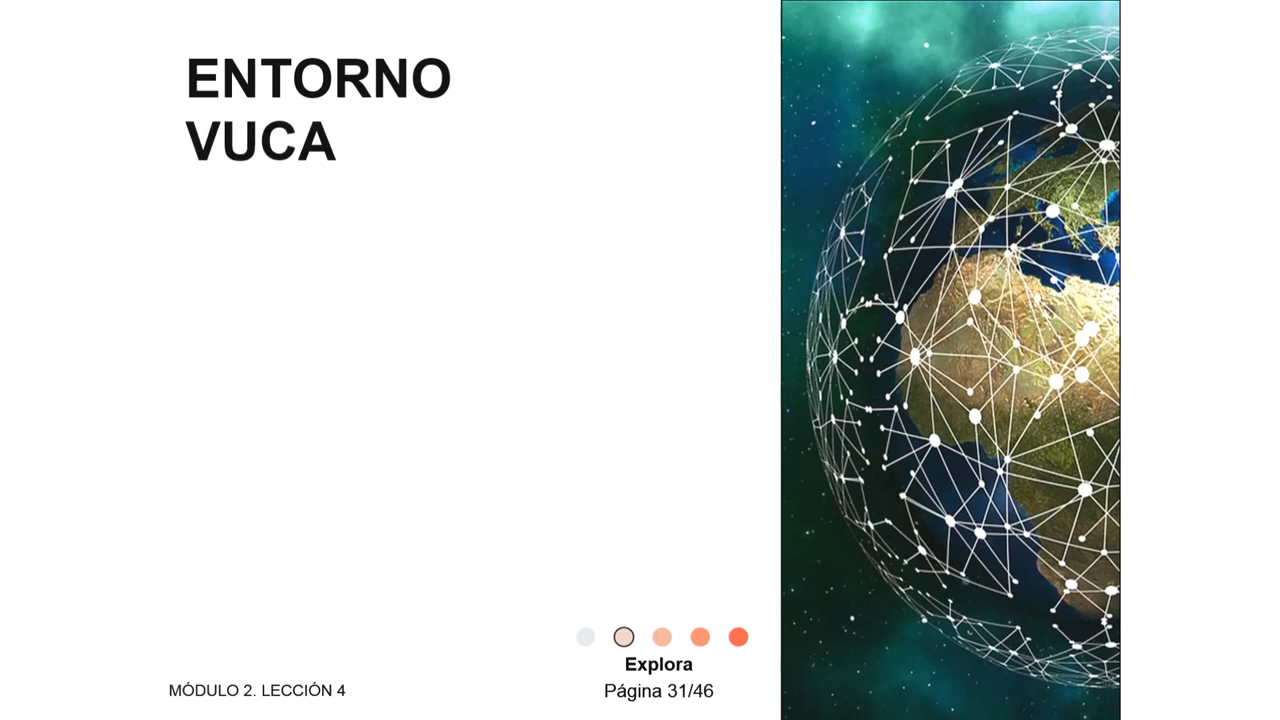 ENTORNO
VUCA
Explora
MÓDULO 2. LECCIÓN 4
Página 31/46